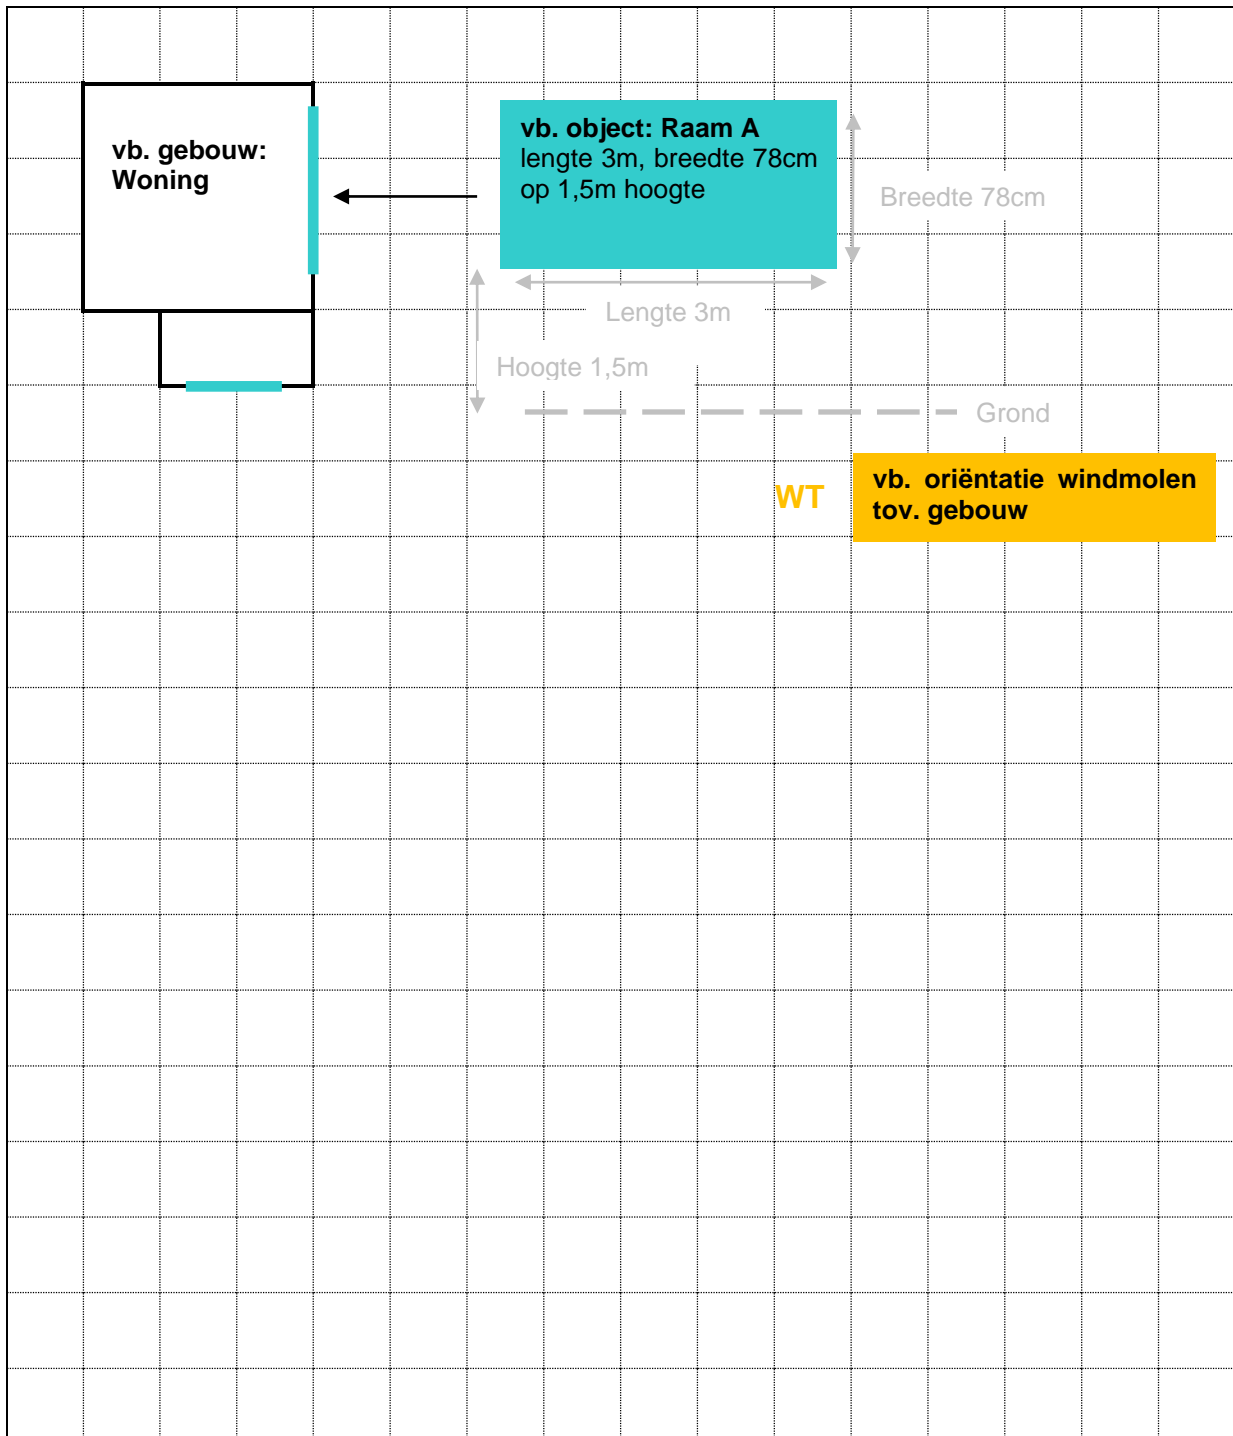 vb. gebouw:
Woning
vb. object: Raam A
lengte 3m, breedte 78cm
op 1,5m hoogte
Breedte 78cm
Lengte 3m
Hoogte 1,5m
Grond
WT
vb. oriëntatie windmolen
tov. gebouw